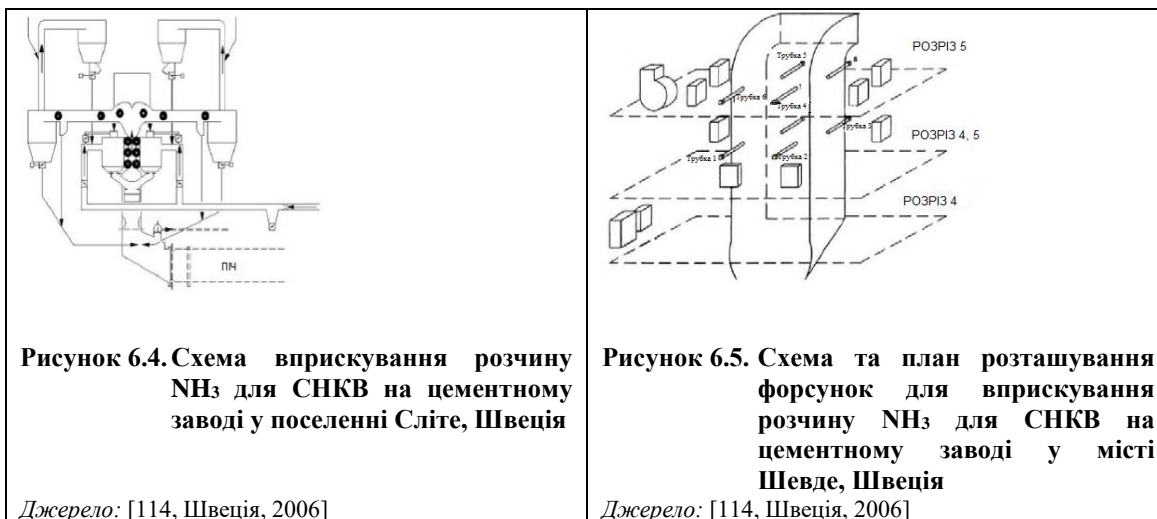 ПІЧ
Рисунок 6.4. Схема вприскування розчину
NH₃ для СНКВ на цементному
заводі у поселенні Сліте, Швеція
Джерело: [114, Швеція, 2006]
РОЗРІЗ 5
Трубка 5
8
Трубка 6
7
Трубка 4
Трубка 3
РОЗРІЗ 4, 5
Трубка 1
Трубка 2
РОЗРІЗ 4
Рисунок 6.5. Схема та план розташування
форсунок для вприскування
розчину NH₃ для СНКВ на
цементному заводі у місті
Шевде, Швеція
Джерело: [114, Швеція, 2006]